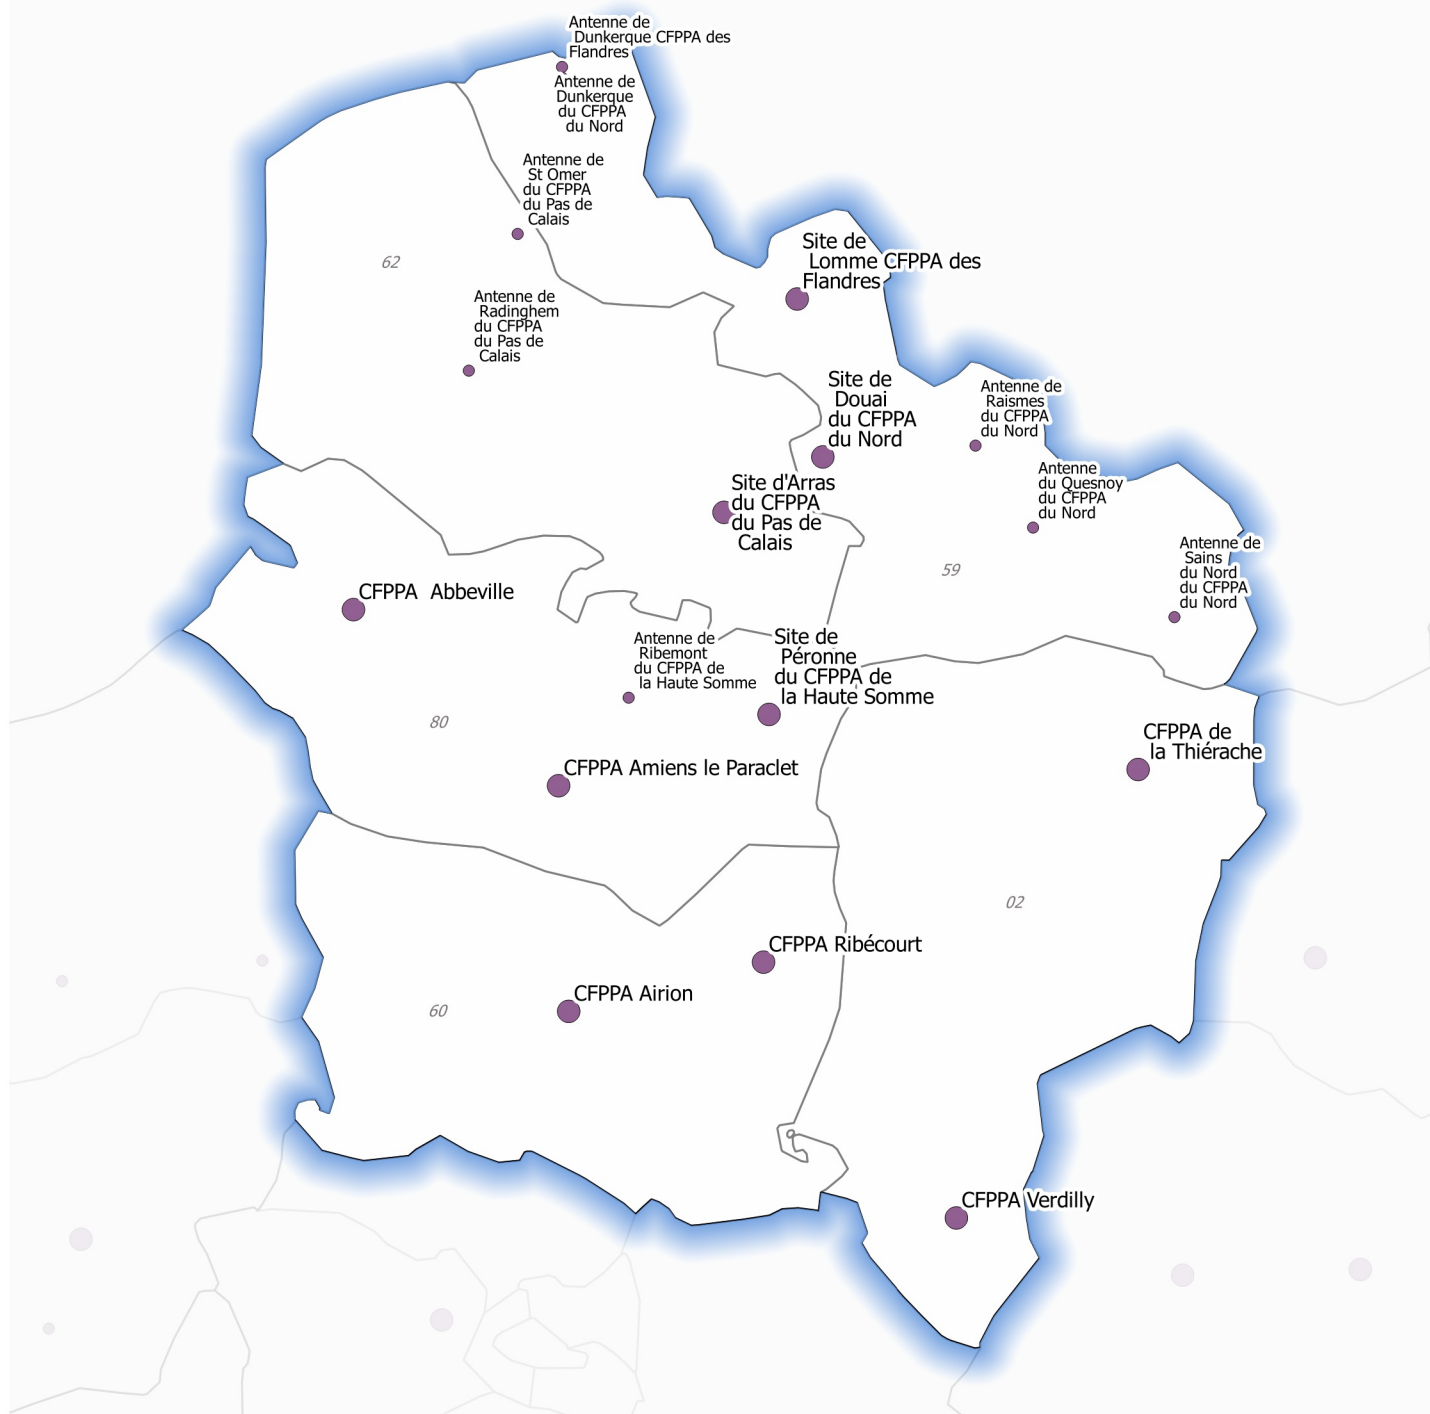 Antenne de
Dunkerque CFPPA des
Flandres
Antenne de
Dunkerque
du CFPPA
du Nord
Antenne de
St Omer
du CFPPA
du Pas de
Calais
Site de
Lomme CFPPA des
Flandres
62
Antenne de
Radinghem
du CFPPA
du Pas de
Calais
Site de
Douai
du CFPPA
du Nord
Antenne de
Raismes
du CFPPA
du Nord
Antenne
du Quesnoy
du CFPPA
du Nord
Site d'Arras
du CFPPA
du Pas de
Calais
Antenne de
Sains
du Nord
du CFPPA
du Nord
59
CFPPA  Abbeville
Antenne de
Ribemont
du CFPPA de
la Haute Somme
Site de
Péronne
du CFPPA de
la Haute Somme
80
CFPPA de
la Thiérache
CFPPA Amiens le Paraclet
02
CFPPA Ribécourt
CFPPA Airion
60
CFPPA Verdilly